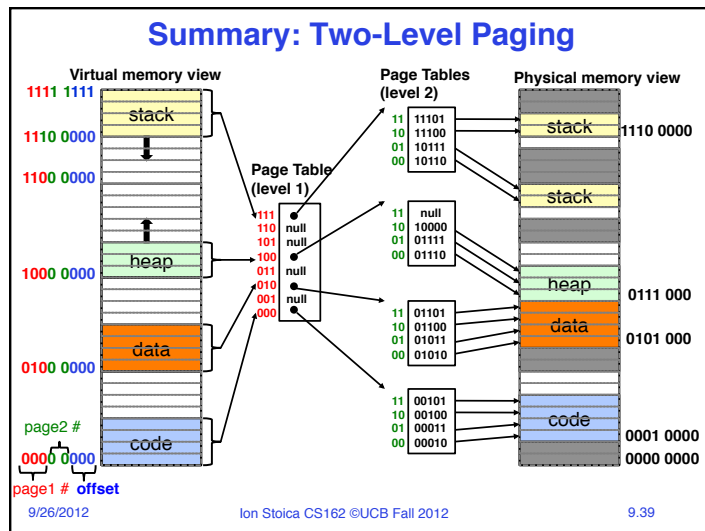 Summary: Two-Level Paging
Virtual memory view
1111 1111
stack
1110 0000
1100 0000
heap
1000 0000
data
0100 0000
page2 #
code
0000 0000
page1 # offset
Page Table
(level 1)
111
110 null
101 null
100
011 null
010
001 null
000
Page Tables
(level 2)
11 11101
10 11100
01 10111
00 10110
11 null
10 10000
01 01111
00 01110
11 01101
10 01100
01 01011
00 01010
11 00101
10 00100
01 00011
00 00010
Physical memory view
stack
1110 0000
stack
heap
0111 000
data
0101 000
code
0001 0000
0000 0000
9/26/2012
Ion Stoica CS162 ©UCB Fall 2012
9.39